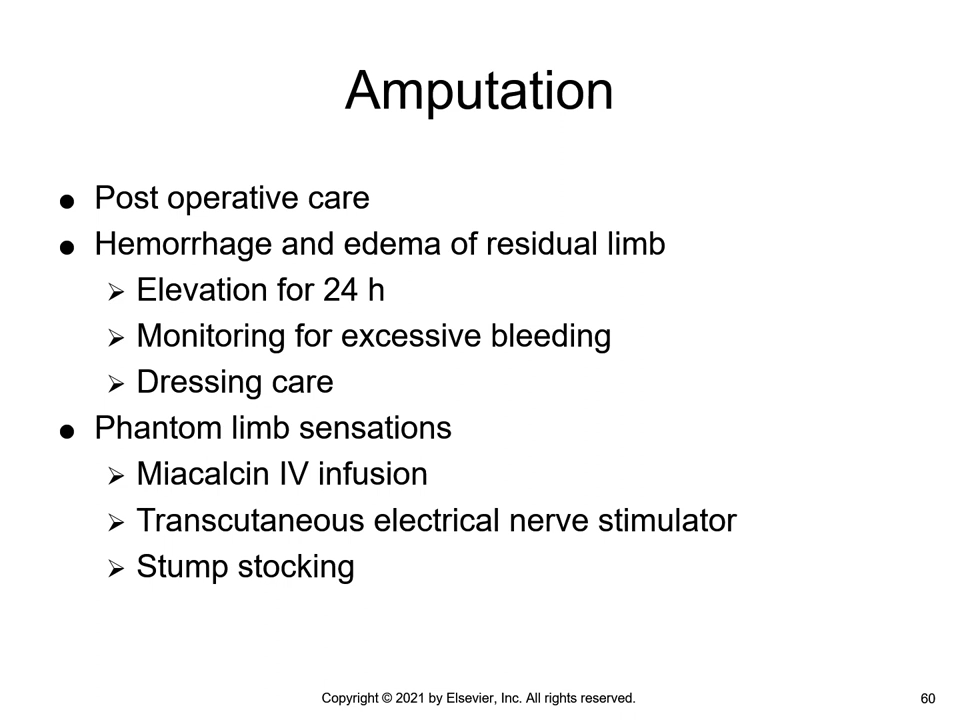 Amputation
● Post operative care
● Hemorrhage and edema of residual limb
➢ Elevation for 24 h
➢ Monitoring for excessive bleeding
➢ Dressing care
● Phantom limb sensations
➢ Miacalcin IV infusion
➢ Transcutaneous electrical nerve stimulator
➢ Stump stocking
Copyright © 2021 by Elsevier, Inc. All rights reserved. 60